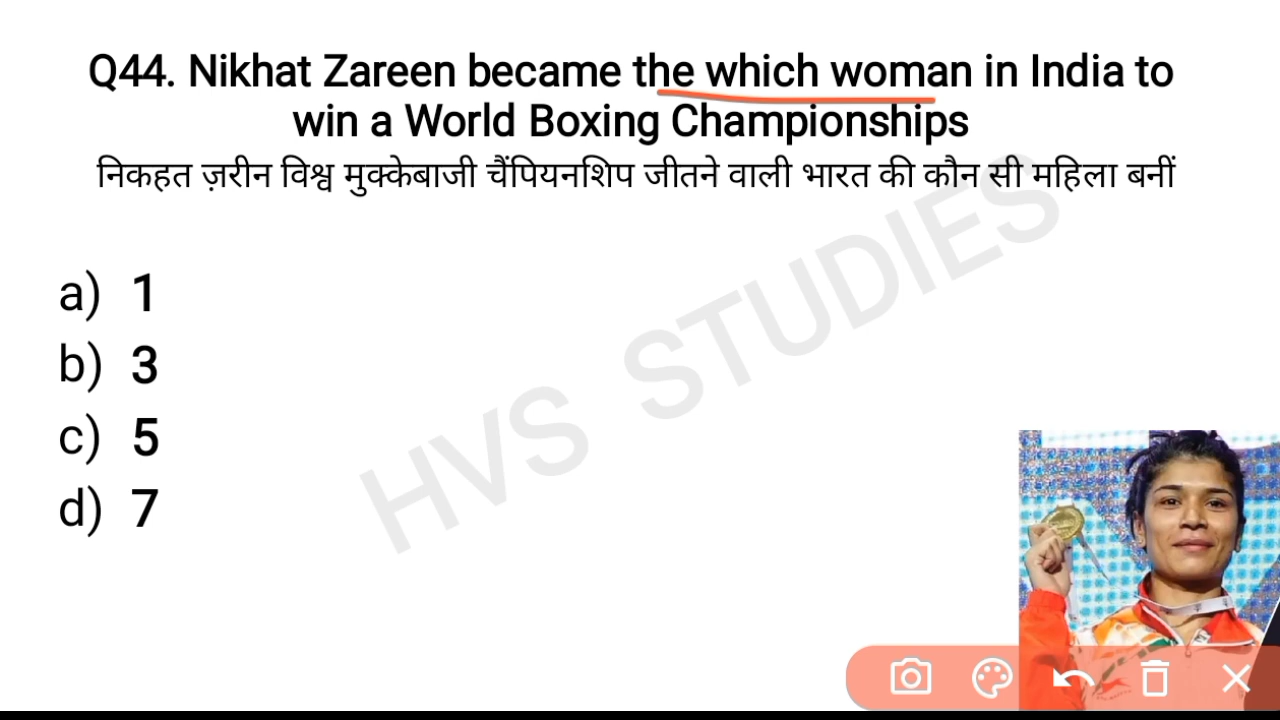 Q44. Nikhat Zareen became the which woman in India to
win a World Boxing Championships
निकहत ज़रीन विश्व मुक्केबाजी चैंपियनशिप जीतने वाली भारत की कौन सी महिला बनीं
a) 1
b) 3
c) 5
d) 7
HVS STUDIES